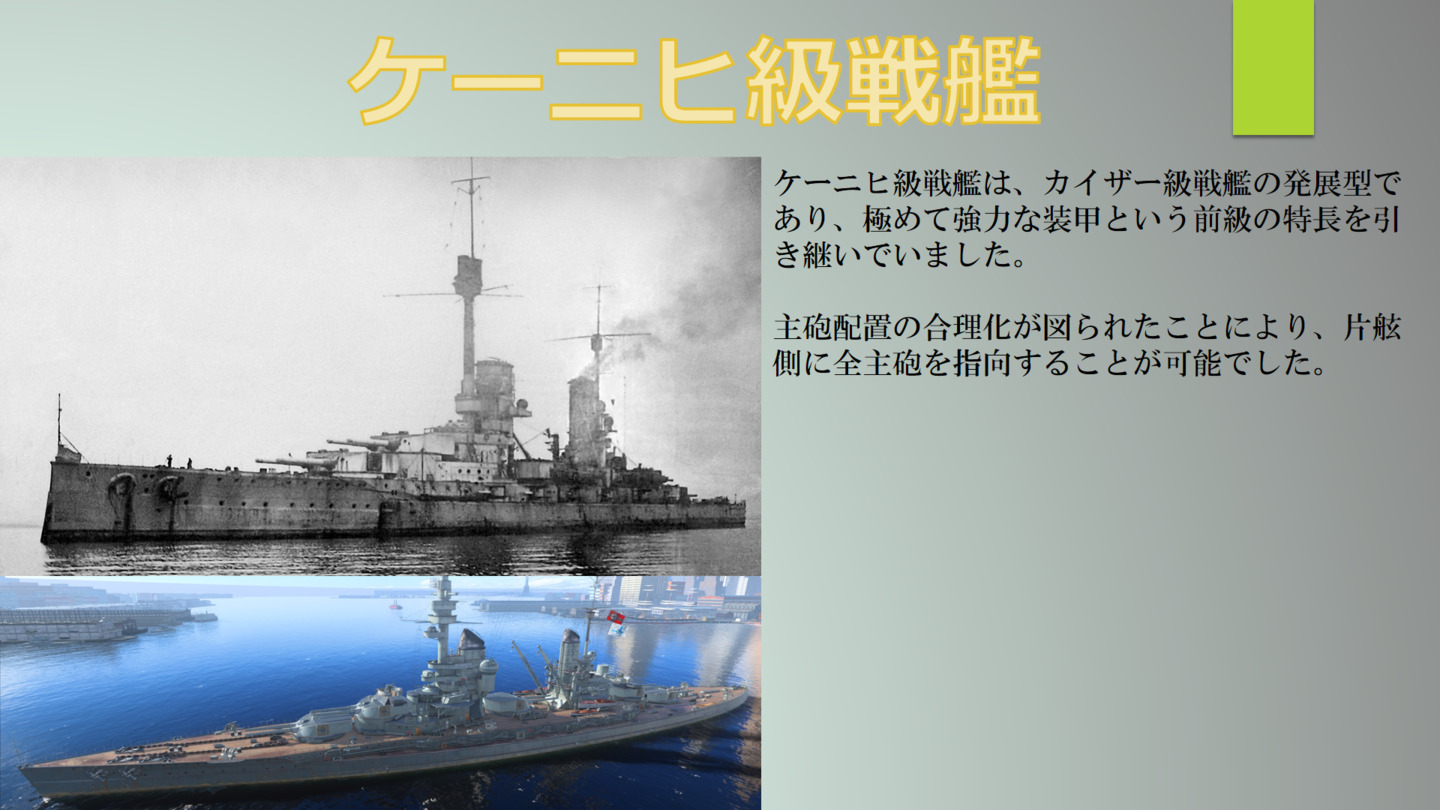 ケーニヒ級戦艦
ケーニヒ級戦艦は、カイザー級戦艦の発展型で
あり、極めて強力な装甲という前級の特長を引
き継いでいました。
主砲配置の合理化が図られたことにより、片舷
側に全主砲を指向することが可能でした。